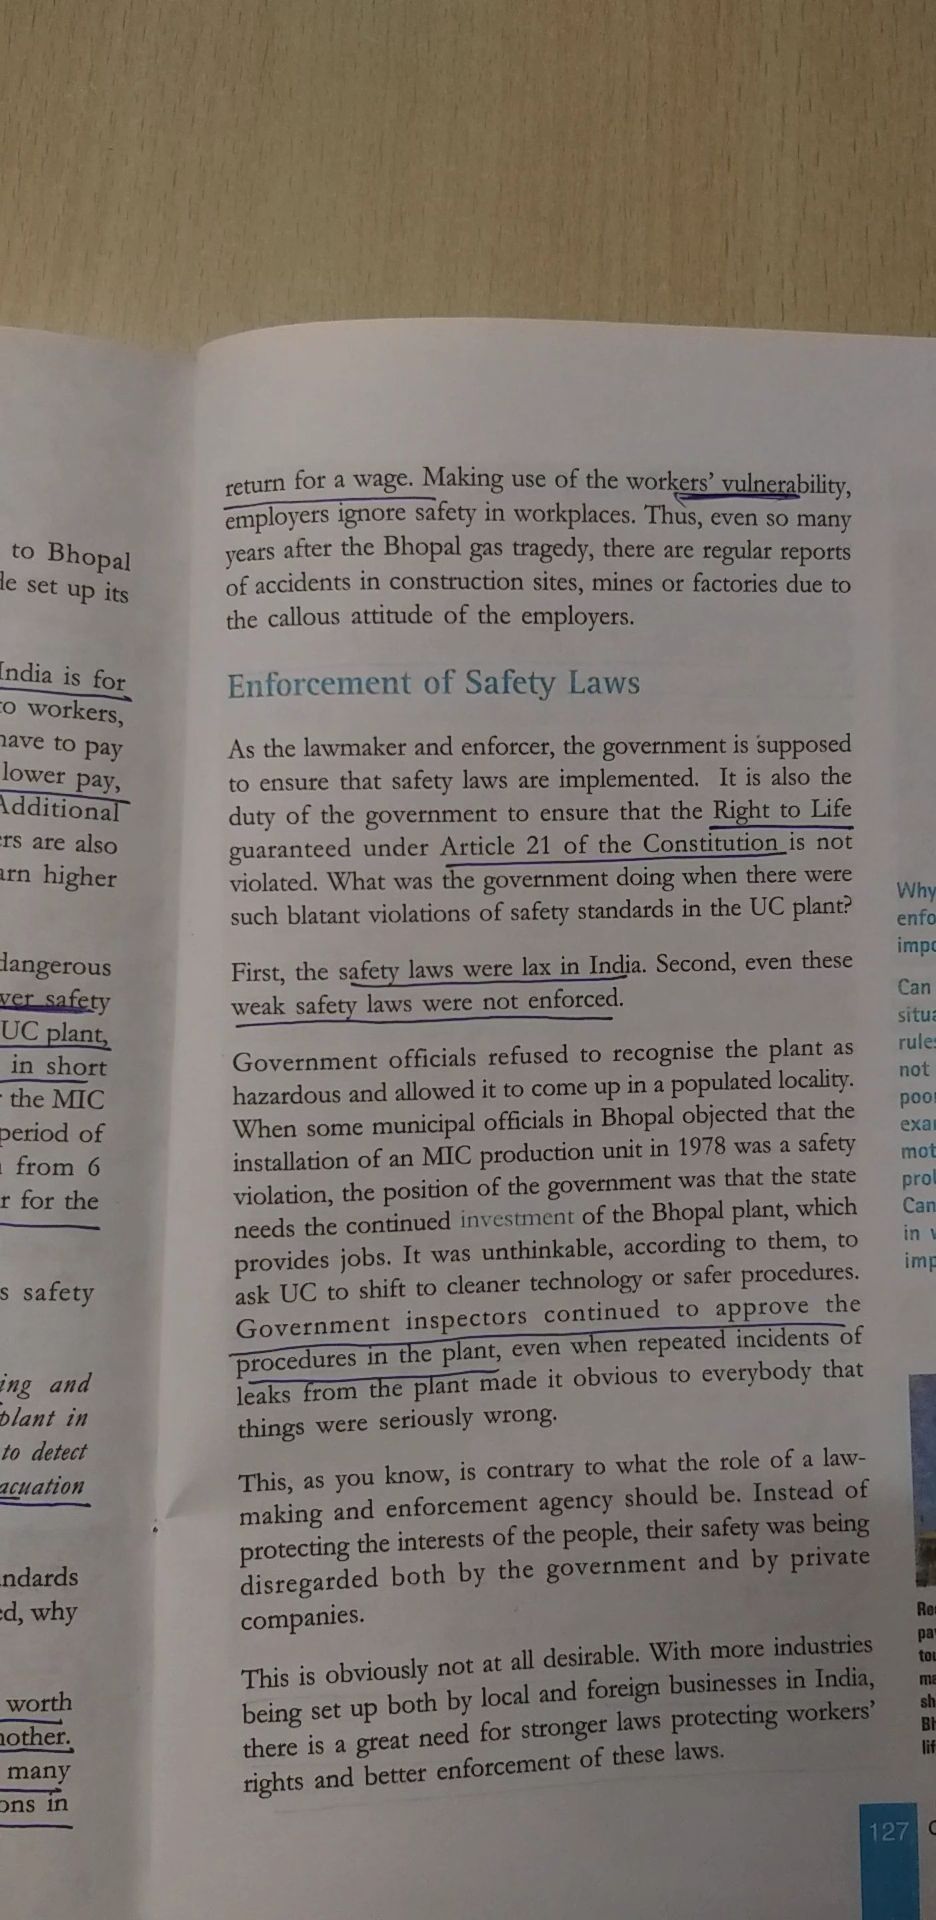 to Bhopal
set up its
India is for
workers,
have to pay
lower pay,
Additional
are also
higher
dangerous
safety
UC plant,
in short
the MIC
period of
from 6
for the
safety
and
plant in
to detect
why
worth
many
in
return for a wage. Making use of the workers' vulnerability,
employers ignore safety in workplaces. Thus, even so many
years after the Bhopal gas tragedy, there are regular reports
of accidents in construction sites, mines or factories due to
the callous attitude of the employers.
Enforcement of Safety Laws
As the lawmaker and enforcer, the government is supposed
to ensure that safety laws are implemented. It is also the
duty of the government to ensure that the Right to Life
guaranteed under Article 21 of the Constitution is not
violated. What was the government doing when there were
such blatant violations of safety standards in the UC plant?
First, the safety laws were lax in India. Second, even these
weak safety laws were not enforced.
Government officials refused to recognise the plant as
hazardous and allowed it to come up in a populated locality.
When some municipal officials in Bhopal objected that the
installation of an MIC production unit in 1978 was a safety
violation, the position of the government was that the state
needs the continued investment of the Bhopal plant, which
provides jobs. It was unthinkable, according to them, to
ask UC to shift to cleaner technology or safer procedures.
Government inspectors continued to approve the
procedures in the plant, even when repeated incidents of
leaks from the plant made it obvious to everybody that
things were seriously wrong.
This, as you know, is contrary to what the role of a law-
making and enforcement agency should be. Instead of
protecting the interests of the people, their safety was being
disregarded both by the government and by private
companies.
This is obviously not at all desirable. With more industries
being set up both by local and foreign businesses in India,
there is a great need for stronger laws protecting workers'
rights and better enforcement of these laws.
Why
Can
not
Can
in
127